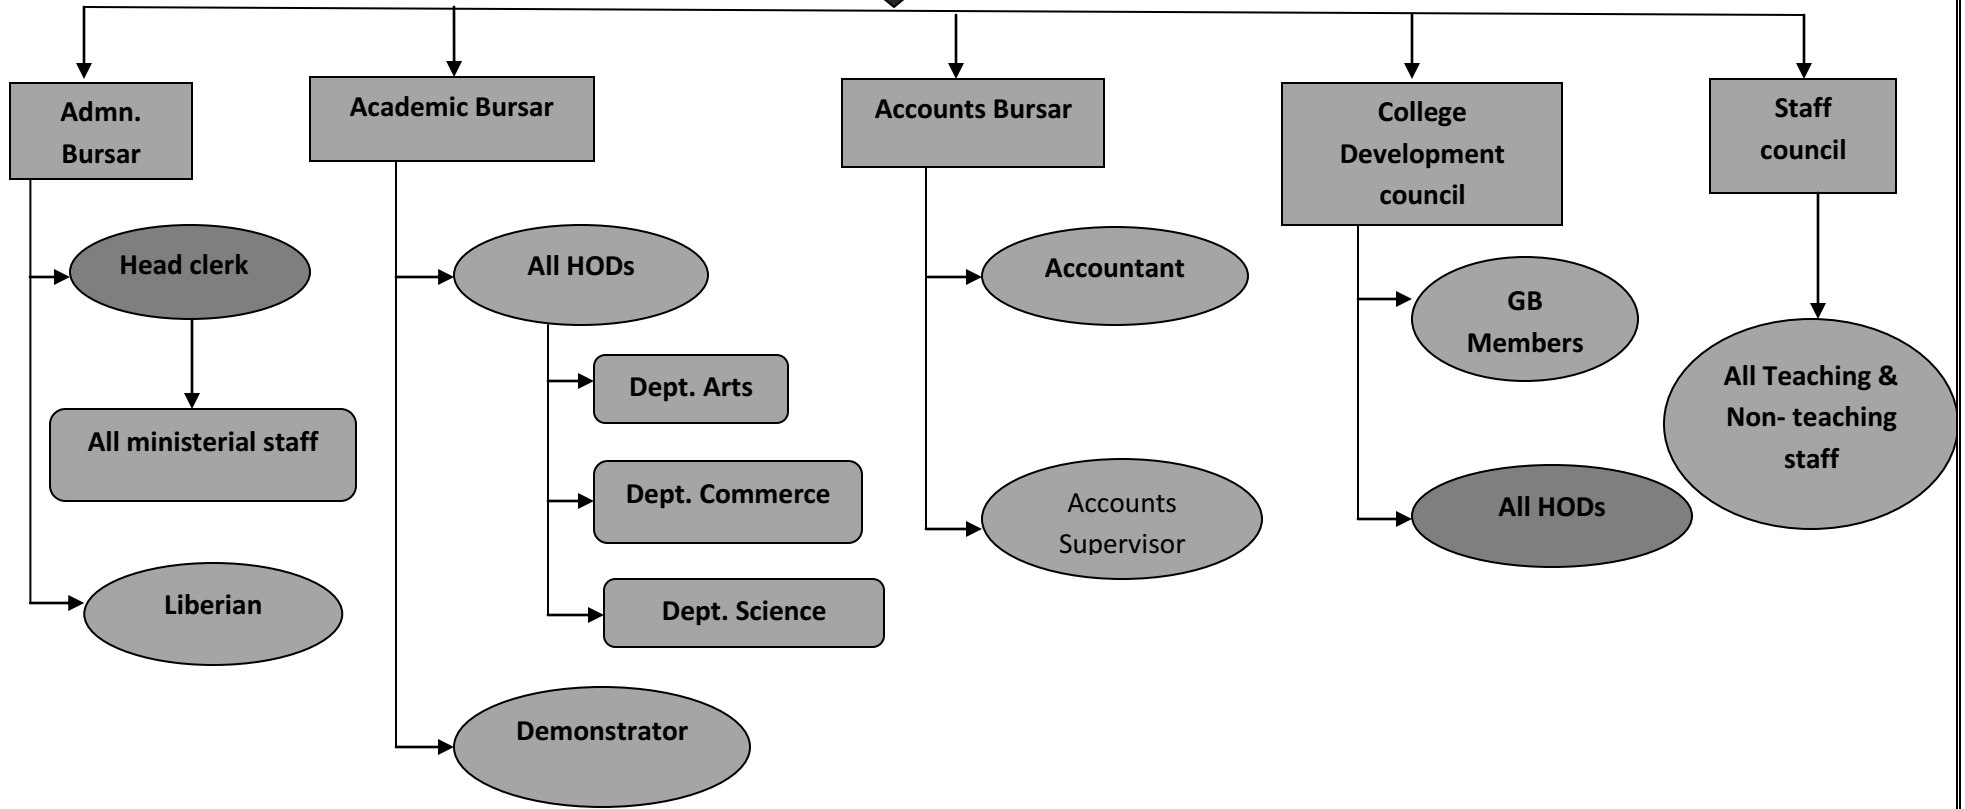 Admn.
Bursar
Academic Bursar
Accounts Bursar
College
Development
council
Staff
council
Head clerk
All ministerial staff
Liberian
All HODs
Dept. Arts
Dept. Commerce
Dept. Science
Demonstrator
Accountant
Accounts
Supervisor
GB
Members
All HODs
All Teaching &
Non- teaching
staff